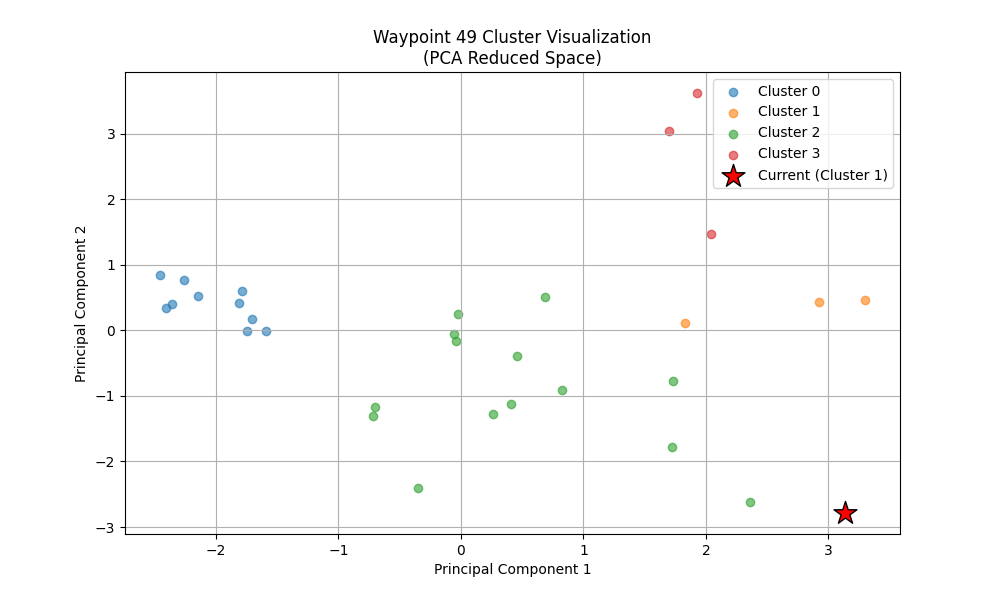 Waypoint 49 Cluster Visualization
(PCA Reduced Space)
Cluster 0
Cluster 1
Cluster 2
Cluster 3
Current (Cluster 1)
Principal Component 2
3
2
1
0
−1
−2
−3
−2
−1
0
1
2
3
Principal Component 1